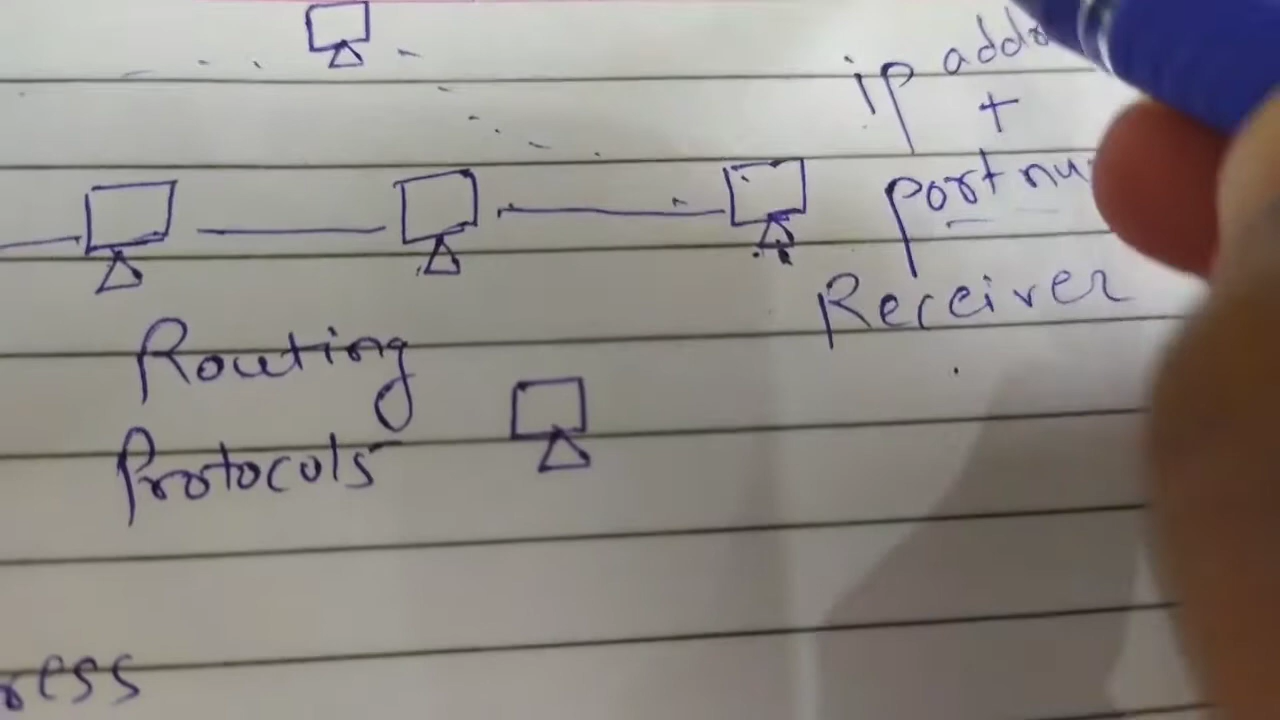 ip addr
+
port nu
Receiver
Routing
Protocols
ress